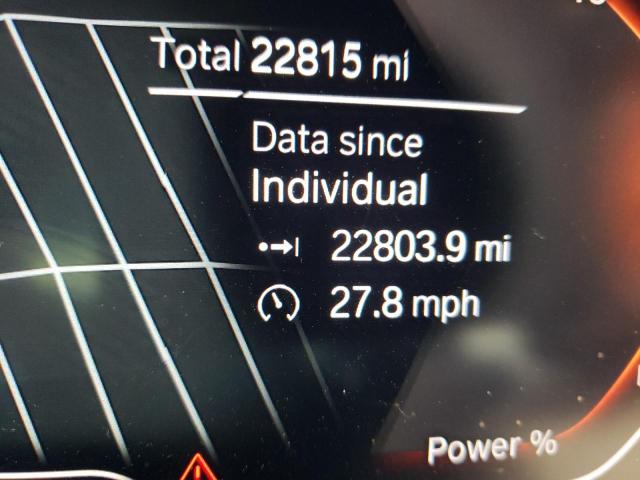 Total 22815 mi
Data since
Individual
22803.9 mi
27.8 mph
Power %